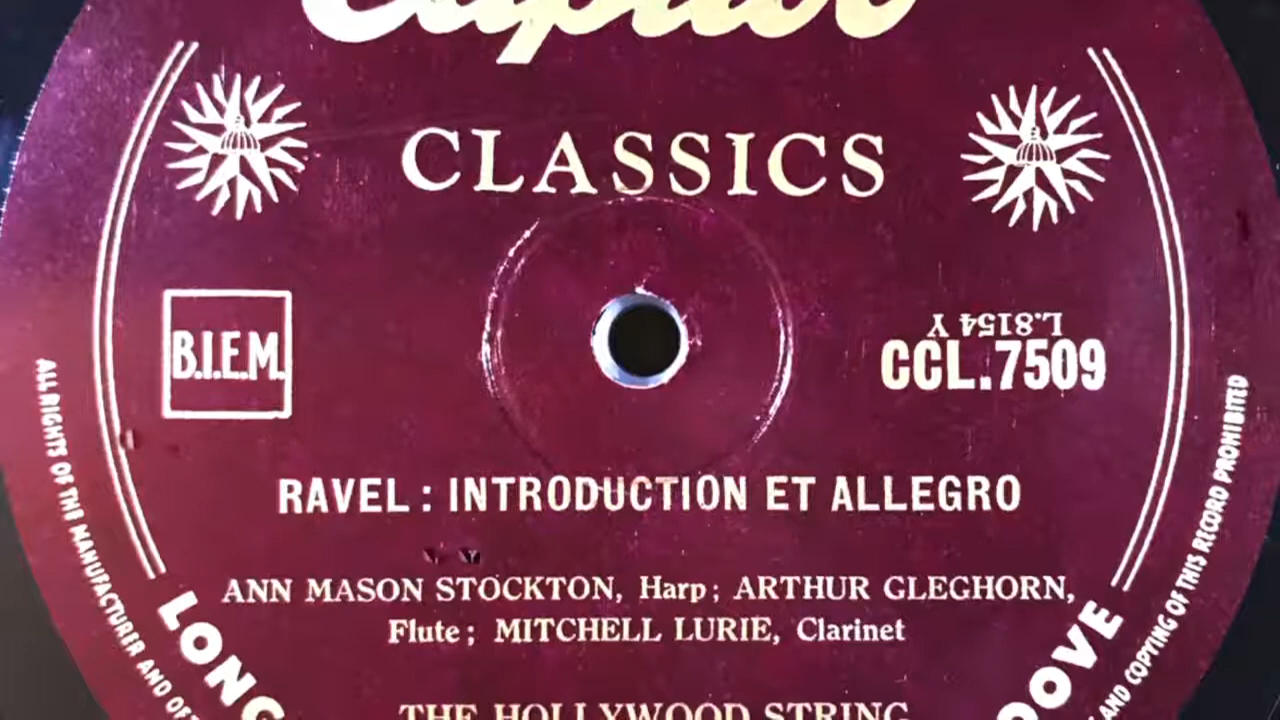 Capitol
CLASSICS
B.I.E.M.
L.8154 Y
CCL.7509
RAVEL : INTRODUCTION ET ALLEGRO
ANN MASON STOCKTON, Harp ; ARTHUR GLEGHORN,
Flute ; MITCHELL LURIE, Clarinet
THE HOLLYWOOD STRING
LONG
OOVE
ALL RIGHTS OF THE MANUFACTURER AND OF
AND COPYING OF THIS RECORD PROHIBITED